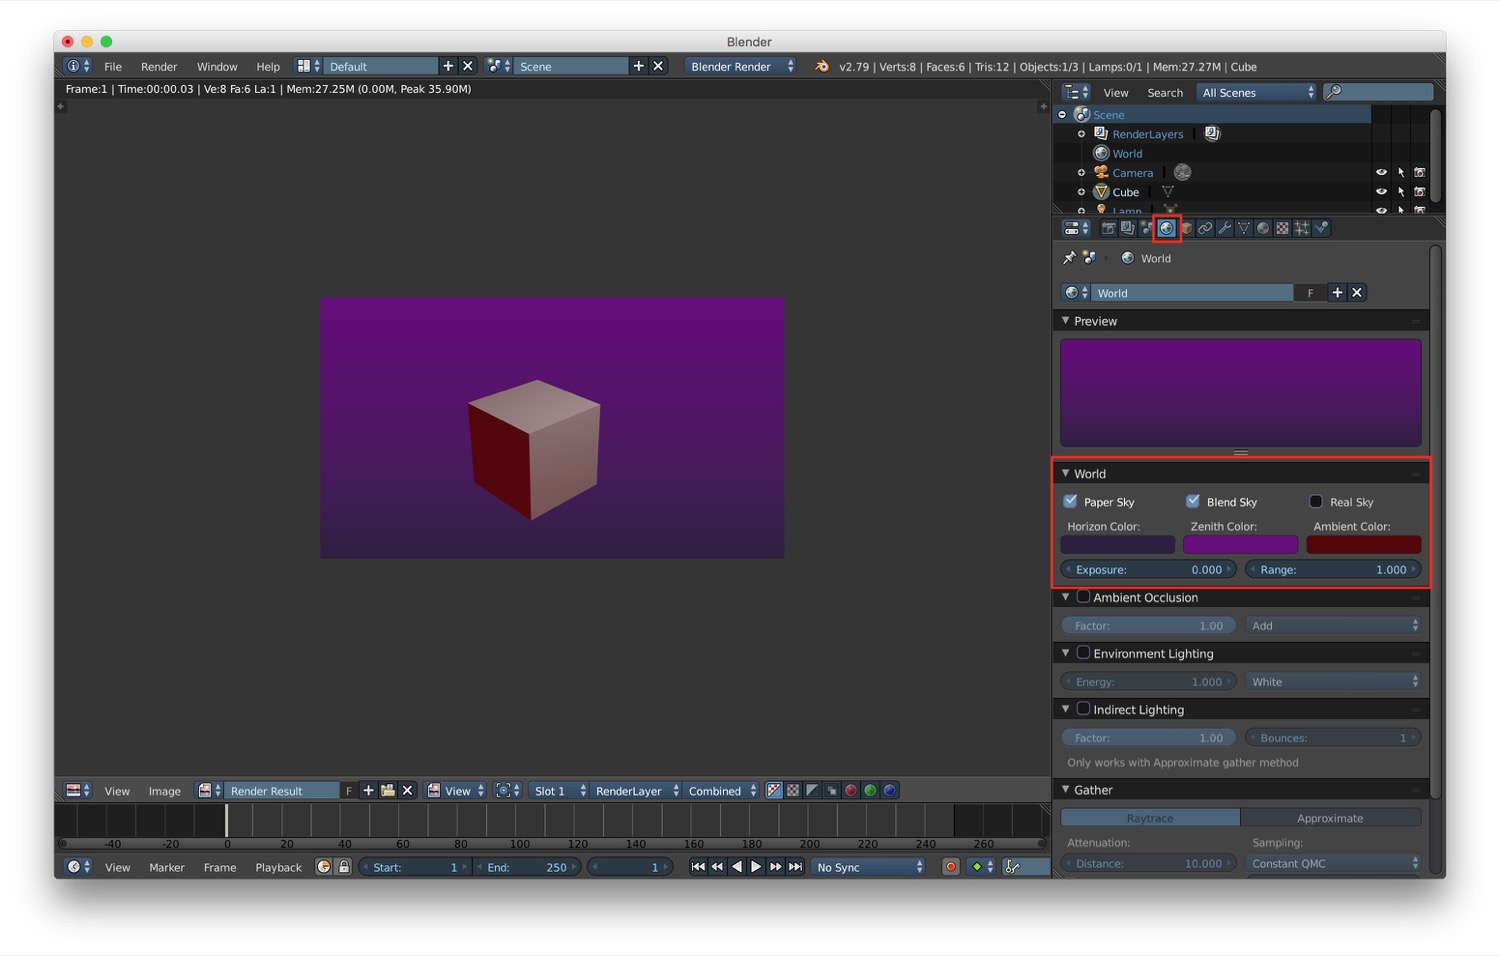 Blender
File Render Window Help Default Scene Blender Render v2.79 | Verts:8 | Faces:6 | Tris:12 | Objects:1/3 | Lamps:0/1 | Mem:27.27M | Cube
Frame:1 | Time:00:00.03 | Ve:8 Fa:6 La:1 | Mem:27.25M (0.00M, Peak 35.90M)
View Search All Scenes
Scene
RenderLayers
World
Camera
Cube
Lamp
World
World F
Preview
World
Paper Sky Blend Sky Real Sky
Horizon Color: Zenith Color: Ambient Color:
Exposure: 0.000 Range: 1.000
Ambient Occlusion
Factor: 1.00 Add
Environment Lighting
Energy: 1.000 White
Indirect Lighting
Factor: 1.00 Bounces: 1
Only works with Approximate gather method
Gather
Raytrace Approximate
Attenuation: Sampling:
Distance: 10.000 Constant QMC
View Image Render Result F View Slot 1 RenderLayer Combined
-40 -20 0 20 40 60 80 100 120 140 160 180 200 220 240 260
View Marker Frame Playback Start: 1 End: 250 1 No Sync